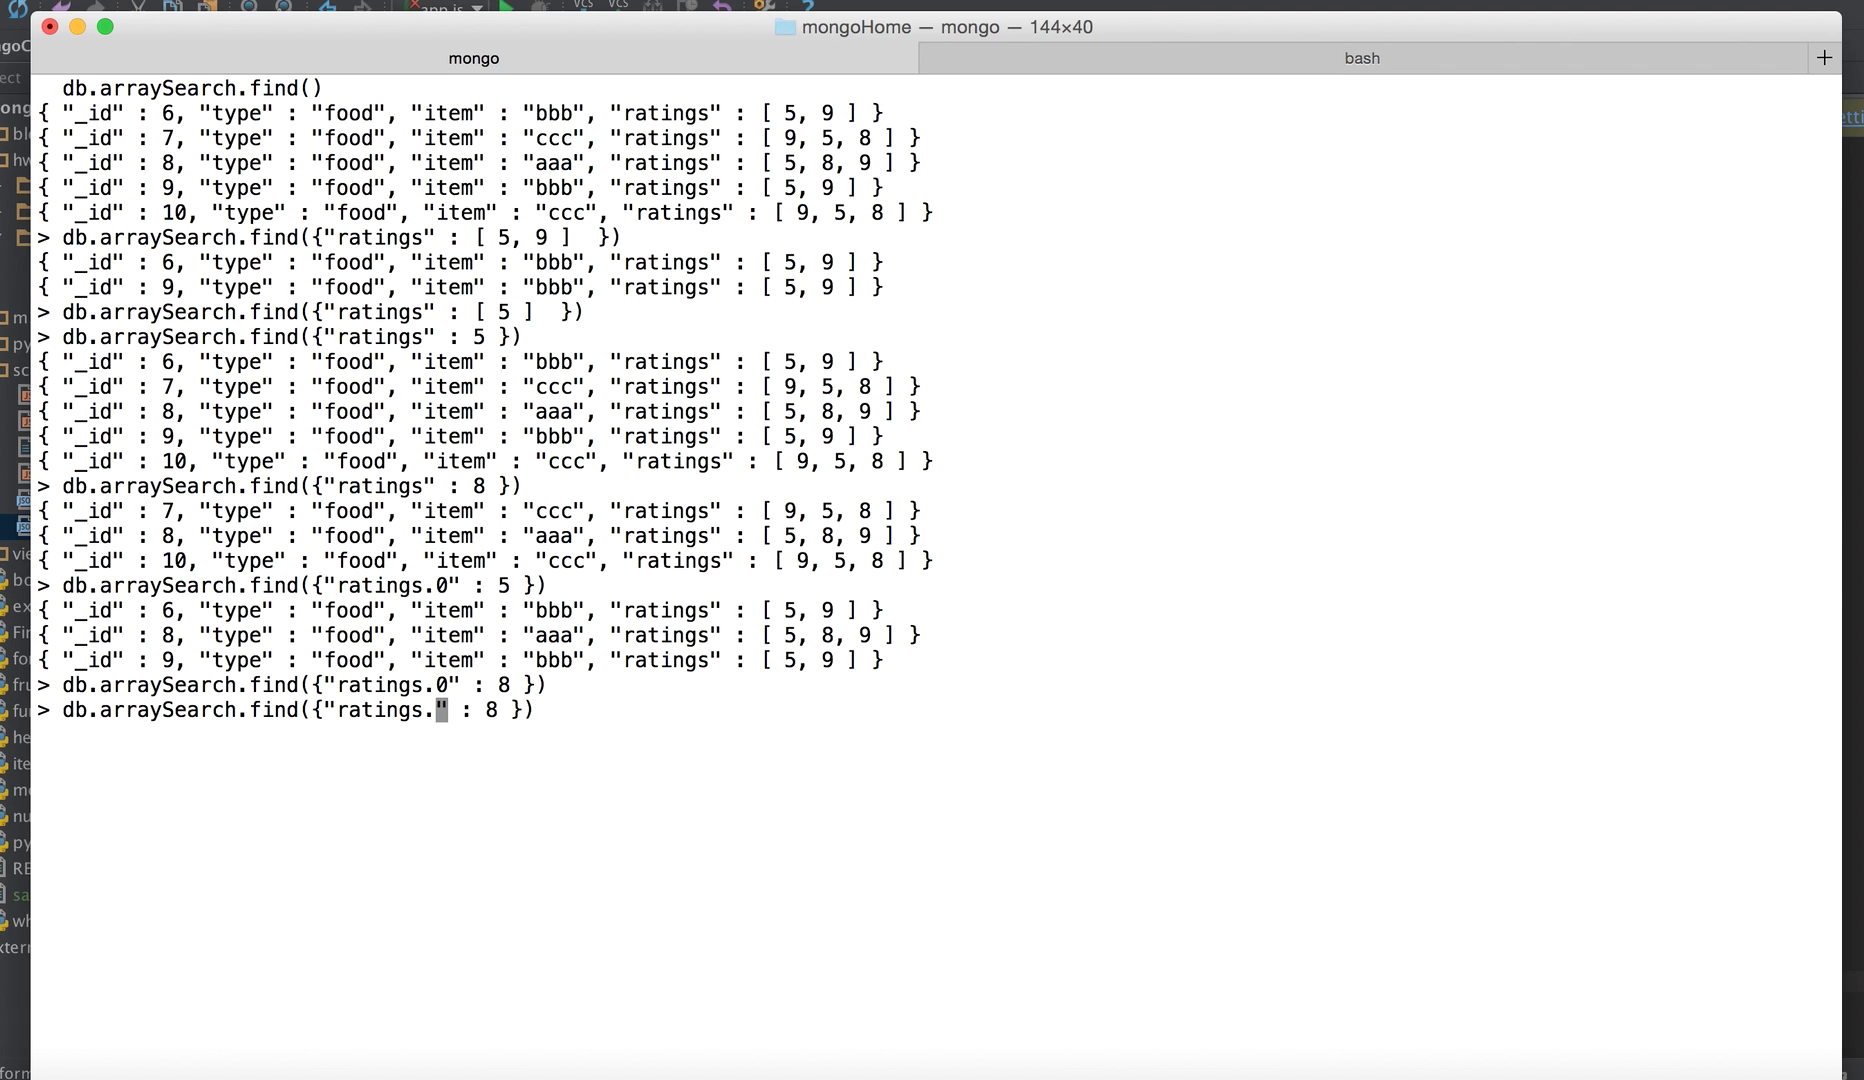 mongoHome — mongo — 144×40
mongo
bash
+
db.arraySearch.find()
{ "_id" : 6, "type" : "food", "item" : "bbb", "ratings" : [ 5, 9 ] }
{ "_id" : 7, "type" : "food", "item" : "ccc", "ratings" : [ 9, 5, 8 ] }
{ "_id" : 8, "type" : "food", "item" : "aaa", "ratings" : [ 5, 8, 9 ] }
{ "_id" : 9, "type" : "food", "item" : "bbb", "ratings" : [ 5, 9 ] }
{ "_id" : 10, "type" : "food", "item" : "ccc", "ratings" : [ 9, 5, 8 ] }
> db.arraySearch.find({"ratings" : [ 5, 9 ]  })
{ "_id" : 6, "type" : "food", "item" : "bbb", "ratings" : [ 5, 9 ] }
{ "_id" : 9, "type" : "food", "item" : "bbb", "ratings" : [ 5, 9 ] }
> db.arraySearch.find({"ratings" : [ 5 ]  })
> db.arraySearch.find({"ratings" : 5 })
{ "_id" : 6, "type" : "food", "item" : "bbb", "ratings" : [ 5, 9 ] }
{ "_id" : 7, "type" : "food", "item" : "ccc", "ratings" : [ 9, 5, 8 ] }
{ "_id" : 8, "type" : "food", "item" : "aaa", "ratings" : [ 5, 8, 9 ] }
{ "_id" : 9, "type" : "food", "item" : "bbb", "ratings" : [ 5, 9 ] }
{ "_id" : 10, "type" : "food", "item" : "ccc", "ratings" : [ 9, 5, 8 ] }
> db.arraySearch.find({"ratings" : 8 })
{ "_id" : 7, "type" : "food", "item" : "ccc", "ratings" : [ 9, 5, 8 ] }
{ "_id" : 8, "type" : "food", "item" : "aaa", "ratings" : [ 5, 8, 9 ] }
{ "_id" : 10, "type" : "food", "item" : "ccc", "ratings" : [ 9, 5, 8 ] }
> db.arraySearch.find({"ratings.0" : 5 })
{ "_id" : 6, "type" : "food", "item" : "bbb", "ratings" : [ 5, 9 ] }
{ "_id" : 8, "type" : "food", "item" : "aaa", "ratings" : [ 5, 8, 9 ] }
{ "_id" : 9, "type" : "food", "item" : "bbb", "ratings" : [ 5, 9 ] }
> db.arraySearch.find({"ratings.0" : 8 })
> db.arraySearch.find({"ratings." : 8 })